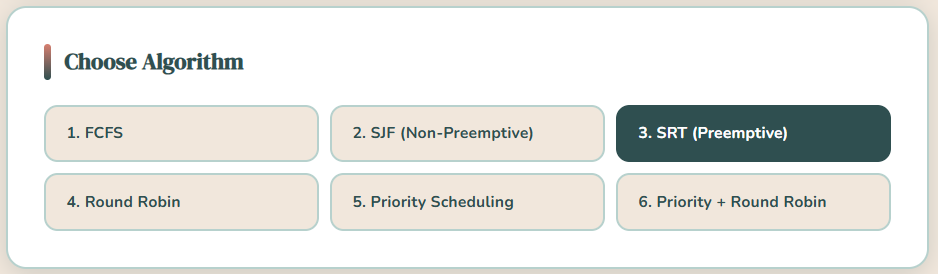 Choose Algorithm
1. FCFS
2. SJF (Non-Preemptive)
3. SRT (Preemptive)
4. Round Robin
5. Priority Scheduling
6. Priority + Round Robin